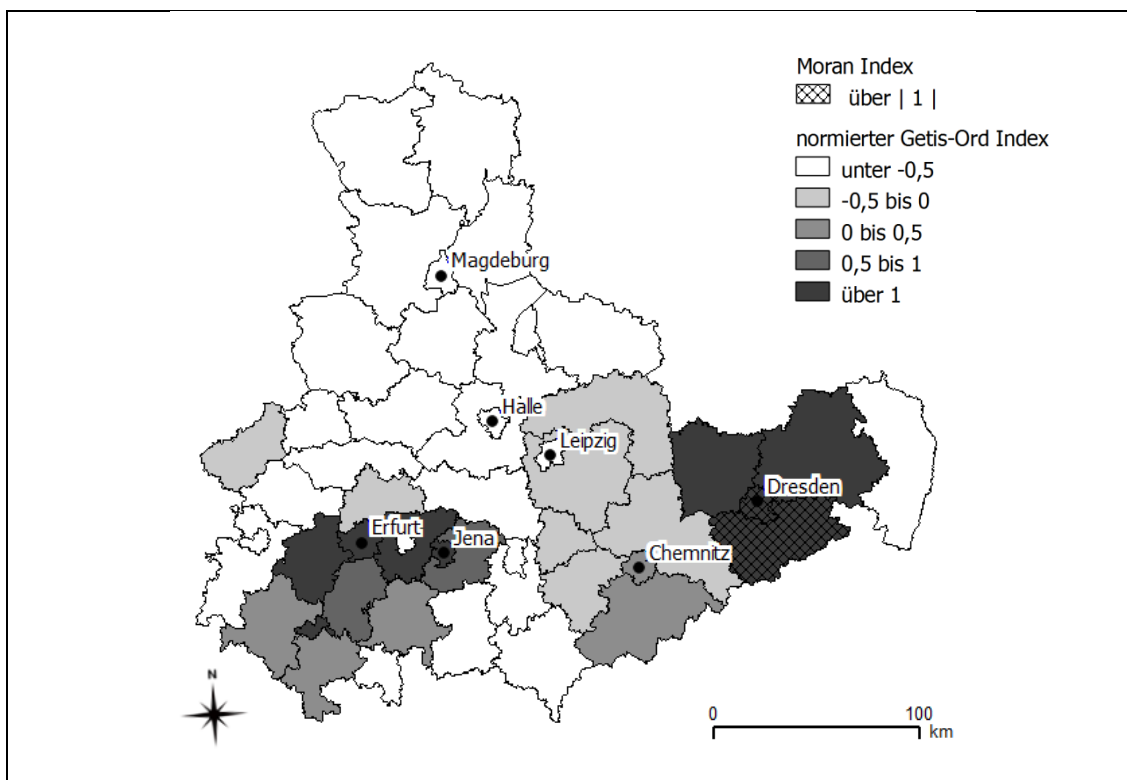 Moran Index
über | 1 |
normierter Getis-Ord Index
unter -0,5
-0,5 bis 0
0 bis 0,5
0,5 bis 1
über 1
Magdeburg
Halle
Leipzig
Dresden
Erfurt
Jena
Chemnitz
N
0 100
km